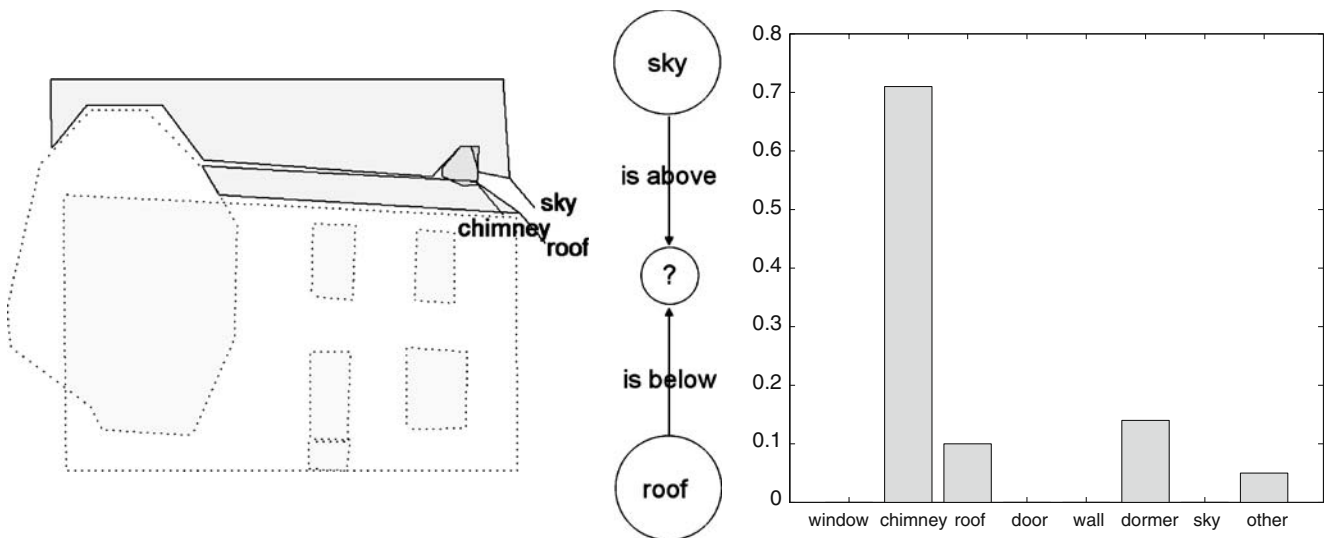 sky
chimney
roof
sky
is above
?
is below
roof
0.8
0.7
0.6
0.5
0.4
0.3
0.2
0.1
0
window chimney roof door wall dormer sky other